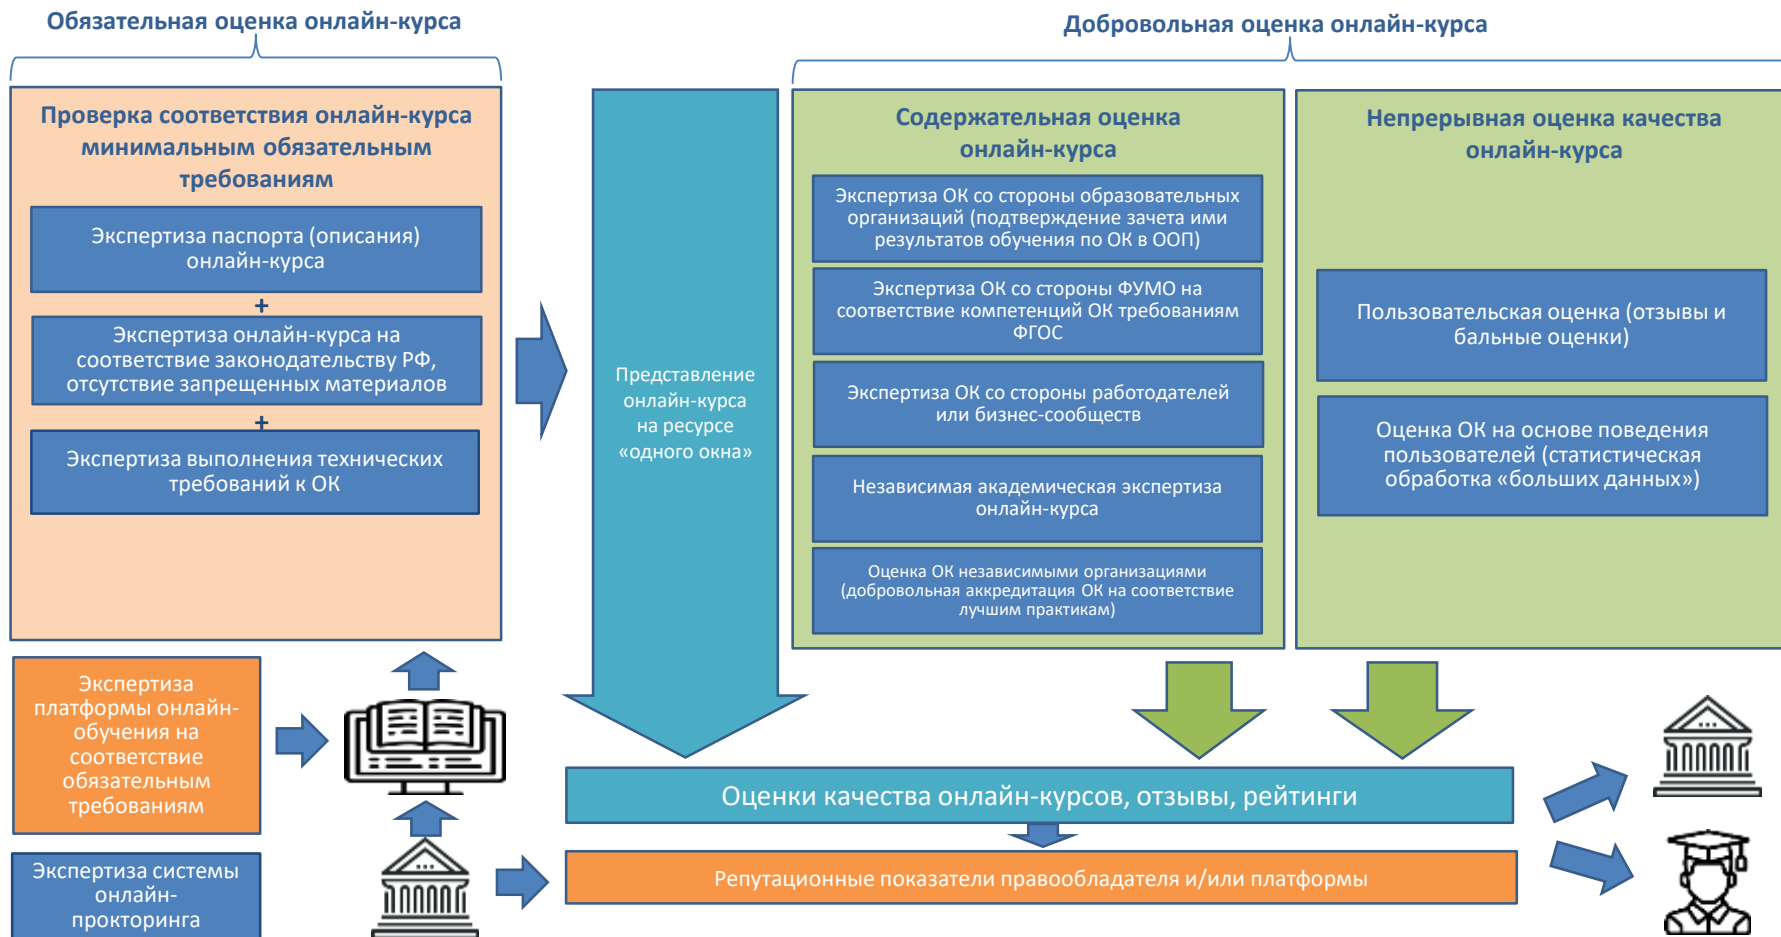 Обязательная оценка онлайн-курса
Добровольная оценка онлайн-курса
Проверка соответствия онлайн-курса
минимальным обязательным
требованиям
Экспертиза паспорта (описания)
онлайн-курса
+
Экспертиза онлайн-курса на
соответствие законодательству РФ,
отсутствие запрещенных материалов
+
Экспертиза выполнения технических
требований к ОК
Представление
онлайн-курса
на ресурсе
«одного окна»
Содержательная оценка
онлайн-курса
Экспертиза ОК со стороны образовательных
организаций (подтверждение зачета ими
результатов обучения по ОК в ООП)
Экспертиза ОК со стороны ФУМО на
соответствие компетенций ОК требованиям
ФГОС
Экспертиза ОК со стороны работодателей
или бизнес-сообществ
Независимая академическая экспертиза
онлайн-курса
Оценка ОК независимыми организациями
(добровольная аккредитация ОК на соответствие
лучшим практикам)
Непрерывная оценка качества
онлайн-курса
Пользовательская оценка (отзывы и
бальные оценки)
Оценка ОК на основе поведения
пользователей (статистическая
обработка «больших данных»)
Экспертиза
платформы онлайн-
обучения на
соответствие
обязательным
требованиям
Экспертиза системы
онлайн-
прокторинга
Оценки качества онлайн-курсов, отзывы, рейтинги
Репутационные показатели правообладателя и/или платформы